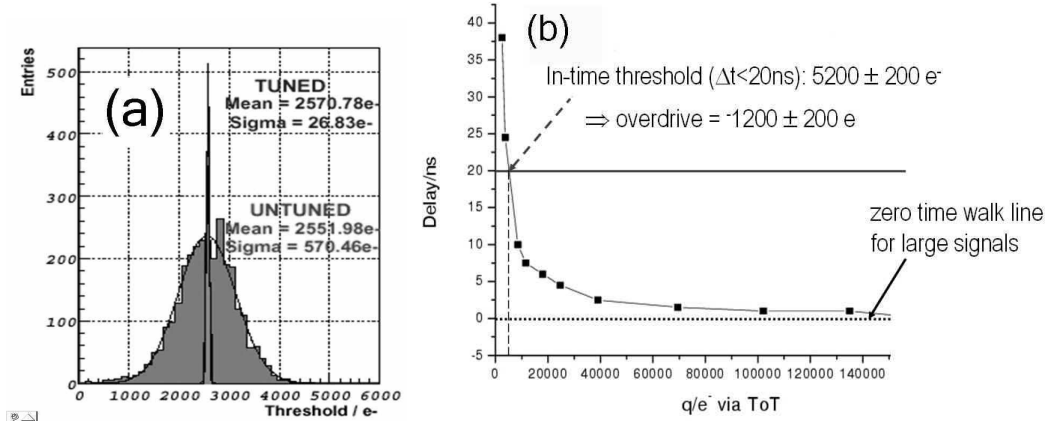 (a)
Entries
500
400
300
200
100
0
TUNED
Mean = 2570.78e-
Sigma = 26.83e-
UNTUNED
Mean = 2551.98e-
Sigma = 570.46e-
0 1000 2000 3000 4000 5000 6000
Threshold / e-
(b)
Delay/ns
40
35
30
25
20
15
10
5
0
-5
In-time threshold (Δt<20ns): 5200 ± 200 e⁻
⇒ overdrive = ⁻1200 ± 200 e
zero time walk line
for large signals
0 20000 40000 60000 80000 100000 120000 140000
q/e⁻ via ToT